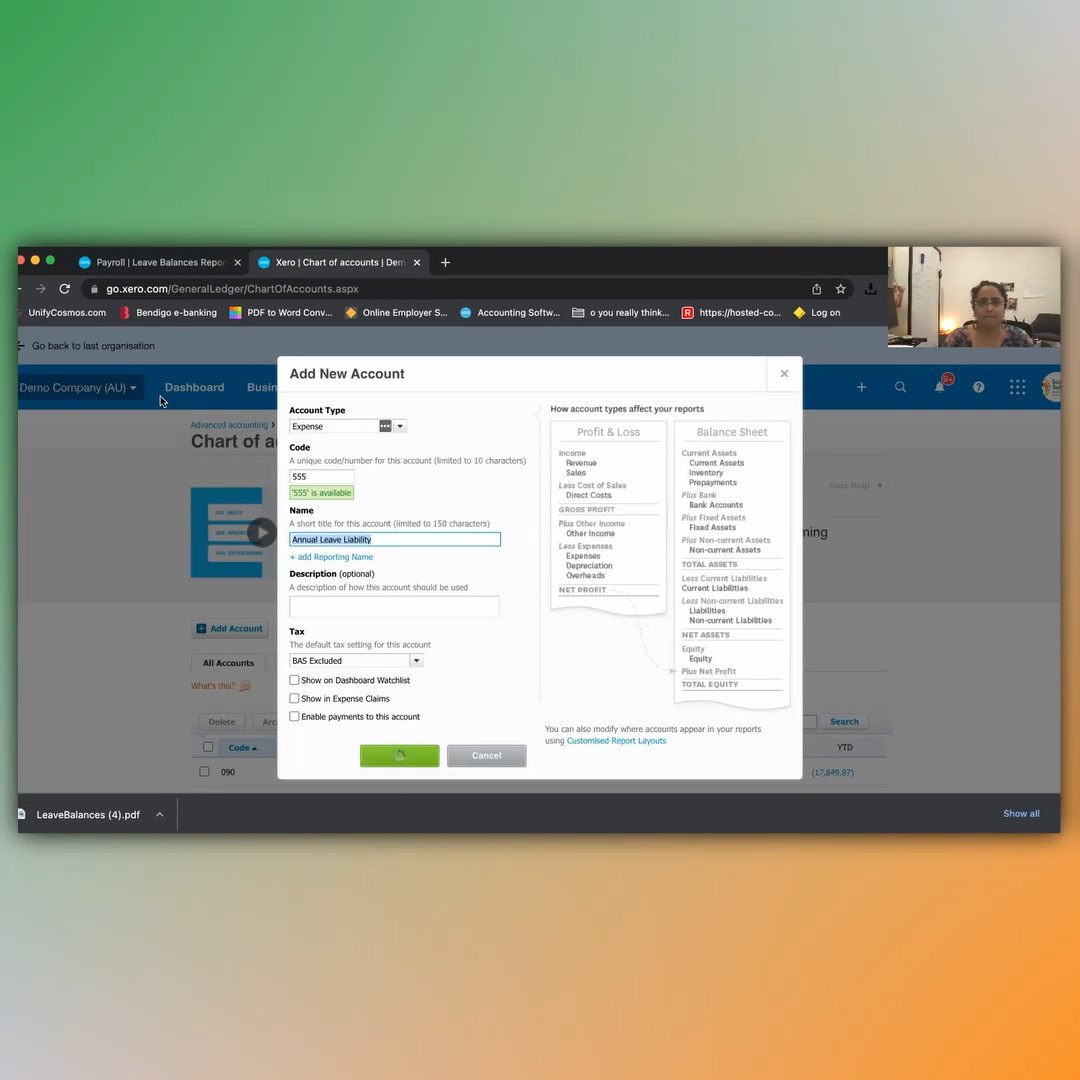 Payroll | Leave Balances Repor
Xero | Chart of accounts | Dem
go.xero.com/GeneralLedger/ChartOfAccounts.aspx
UnifyCosmos.com
Bendigo e-banking
PDF to Word Conv...
Online Employer S...
Accounting Softw...
o you really think...
R
https://hosted-co...
Log on
Go back to last organisation
Demo Company (AU)
Dashboard
Busin
9+
Advanced accounting ›
Chart of a
Hide Help
ming
Add Account
All Accounts
What's this?
Delete
Arc
Search
Code
YTD
090
(17,849.87)
Add New Account
Account Type
Expense
Code
A unique code/number for this account (limited to 10 characters)
555
'555' is available
Name
A short title for this account (limited to 150 characters)
Annual Leave Liability
+ add Reporting Name
Description (optional)
A description of how this account should be used
Tax
The default tax setting for this account
BAS Excluded
Show on Dashboard Watchlist
Show in Expense Claims
Enable payments to this account
Cancel
How account types affect your reports
Profit & Loss
Income
Revenue
Sales
Less Cost of Sales
Direct Costs
GROSS PROFIT
Plus Other Income
Other Income
Less Expenses
Expenses
Depreciation
Overheads
NET PROFIT
Balance Sheet
Current Assets
Current Assets
Inventory
Prepayments
Plus Bank
Bank Accounts
Plus Fixed Assets
Fixed Assets
Plus Non-current Assets
Non-current Assets
TOTAL ASSETS
Less Current Liabilities
Current Liabilities
Less Non-current Liabilities
Liabilities
Non-current Liabilities
NET ASSETS
Equity
Equity
Plus Net Profit
TOTAL EQUITY
You can also modify where accounts appear in your reports
using Customised Report Layouts
LeaveBalances (4).pdf
Show all